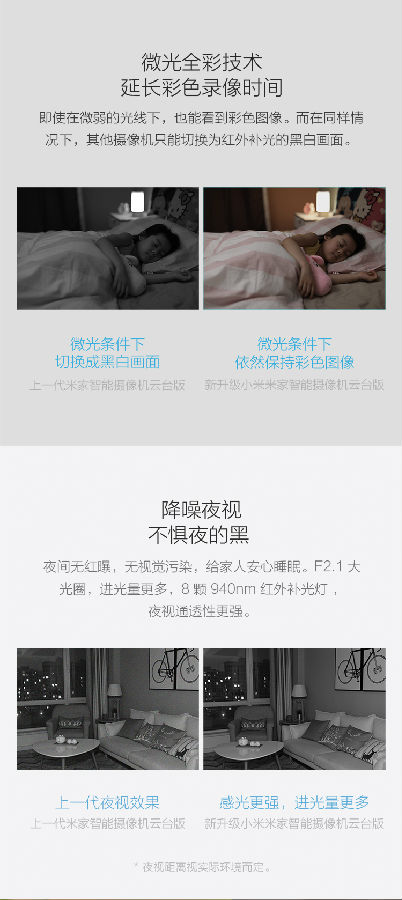 微光全彩技术
延长彩色录像时间
即使在微弱的光线下，也能看到彩色图像。而在同样情
况下，其他摄像机只能切换为红外补光的黑白画面。
微光条件下
切换成黑白画面
上一代米家智能摄像机云台版
微光条件下
依然保持彩色图像
新升级小米米家智能摄像机云台版
降噪夜视
不惧夜的黑
夜间无红曝，无视觉污染，给家人安心睡眠。F2.1 大
光圈，进光量更多，8 颗 940nm 红外补光灯，
夜视通透性更强。
上一代夜视效果
上一代米家智能摄像机云台版
感光更强，进光量更多
新升级小米米家智能摄像机云台版
* 夜视距离视实际环境而定。